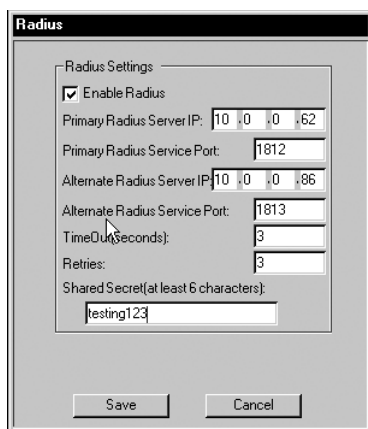 Radius
Radius Settings
Enable Radius
Primary Radius Server IP: 10 .0 .0 .62
Primary Radius Service Port: 1812
Alternate Radius Server IP: 10 .0 .0 .86
Alternate Radius Service Port: 1813
TimeOut(seconds): 3
Retries: 3
Shared Secret(at least 6 characters):
testing123
Save Cancel